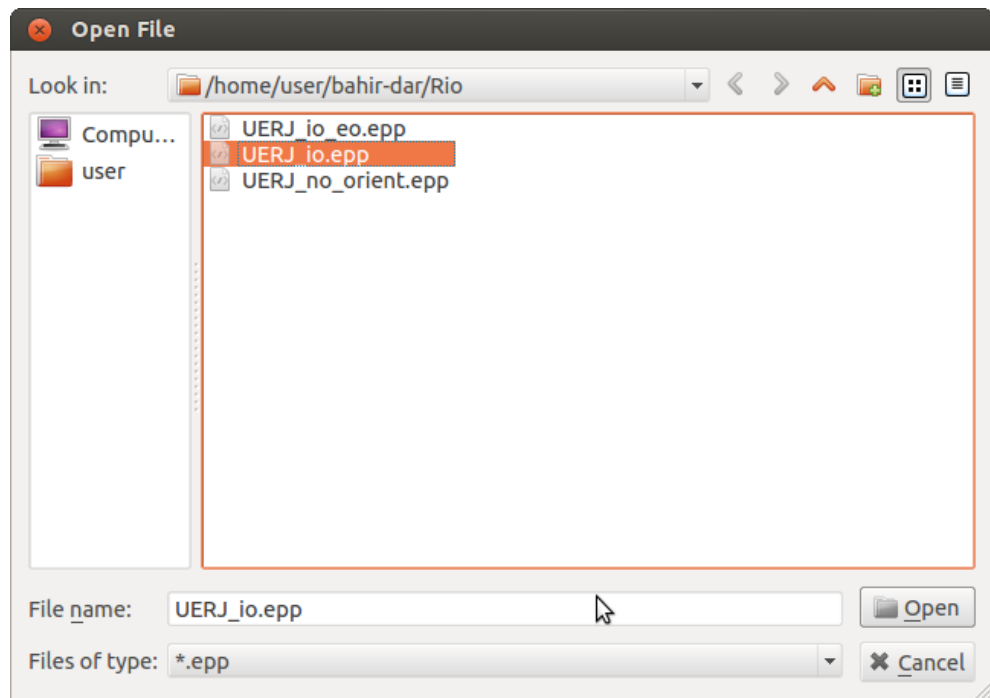 Open File
Look in: /home/user/bahir-dar/Rio
Compu...
user
UERJ_io_eo.epp
UERJ_io.epp
UERJ_no_orient.epp
File name: UERJ_io.epp Open
Files of type: *.epp Cancel